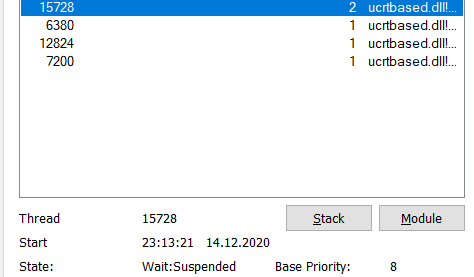 15728 2 ucrtbased.dll!...
6380 1 ucrtbased.dll!...
12824 1 ucrtbased.dll!...
7200 1 ucrtbased.dll!...
Thread 15728 Stack Module
Start 23:13:21 14.12.2020
State: Wait:Suspended Base Priority: 8